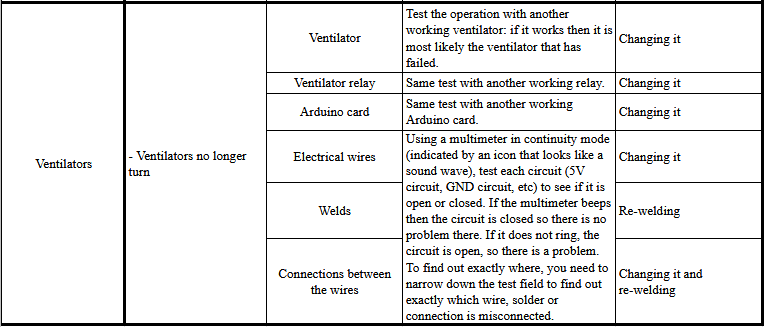 Ventilators
- Ventilators no longer
turn
Ventilator
Test the operation with another
working ventilator: if it works then it is
most likely the ventilator that has
failed.
Changing it
Ventilator relay
Same test with another working relay.
Changing it
Arduino card
Same test with another working
Arduino card.
Changing it
Electrical wires
Using a multimeter in continuity mode
(indicated by an icon that looks like a
sound wave), test each circuit (5V
circuit, GND circuit, etc) to see if it is
open or closed. If the multimeter beeps
then the circuit is closed so there is no
problem there. If it does not ring, the
circuit is open, so there is a problem.
To find out exactly where, you need to
narrow down the test field to find out
exactly which wire, solder or
connection is misconnected.
Changing it
Welds
Re-welding
Connections between
the wires
Changing it and
re-welding